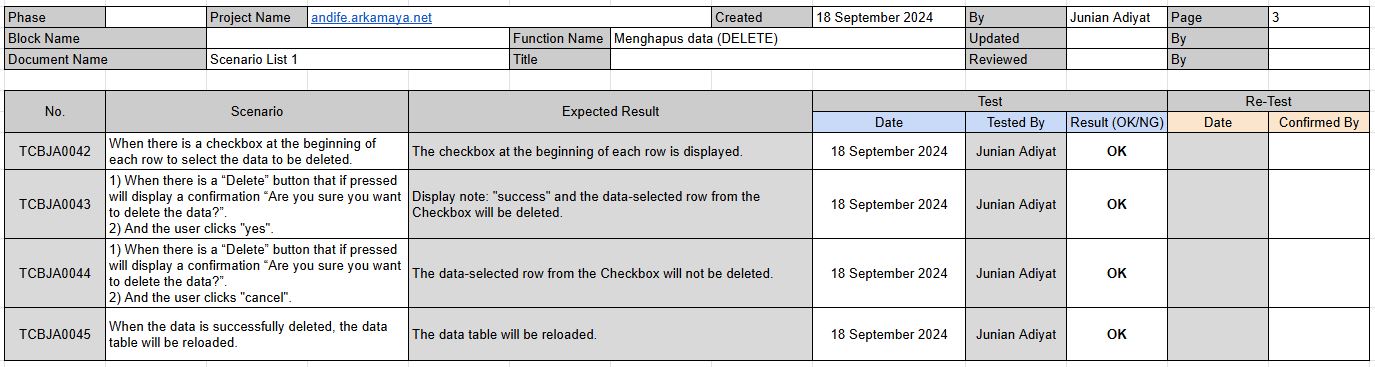 Phase Project Name andife.arkamaya.net Created 18 September 2024 By Junian Adiyat Page 3
Block Name Function Name Menghapus data (DELETE) Updated By
Document Name Scenario List 1 Title Reviewed By
No. Scenario Expected Result Test Re-Test
Date Tested By Result (OK/NG) Date Confirmed By
TCBJA0042
When there is a checkbox at the beginning of
each row to select the data to be deleted.
The checkbox at the beginning of each row is displayed.
18 September 2024 Junian Adiyat OK
TCBJA0043
1) When there is a “Delete” button that if pressed
will display a confirmation “Are you sure you want
to delete the data?”.
2) And the user clicks "yes".
Display note: "success" and the data-selected row from the
Checkbox will be deleted.
18 September 2024 Junian Adiyat OK
TCBJA0044
1) When there is a “Delete” button that if pressed
will display a confirmation “Are you sure you want
to delete the data?”.
2) And the user clicks "cancel".
The data-selected row from the Checkbox will not be deleted.
18 September 2024 Junian Adiyat OK
TCBJA0045
When the data is successfully deleted, the data
table will be reloaded.
The data table will be reloaded.
18 September 2024 Junian Adiyat OK